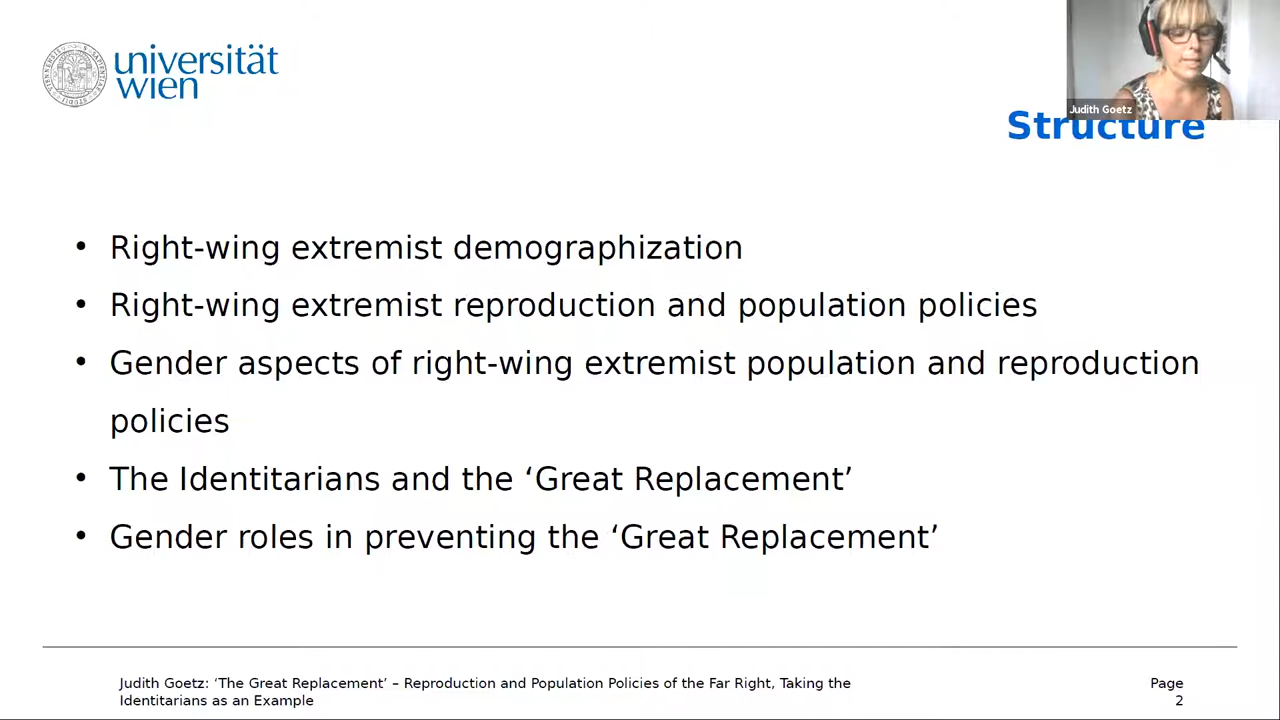 universität
wien
Judith Goetz
Structure
• Right-wing extremist demographization
• Right-wing extremist reproduction and population policies
• Gender aspects of right-wing extremist population and reproduction
policies
• The Identitarians and the ‘Great Replacement’
• Gender roles in preventing the ‘Great Replacement’
Judith Goetz: ‘The Great Replacement’ – Reproduction and Population Policies of the Far Right, Taking the
Identitarians as an Example
Page
2